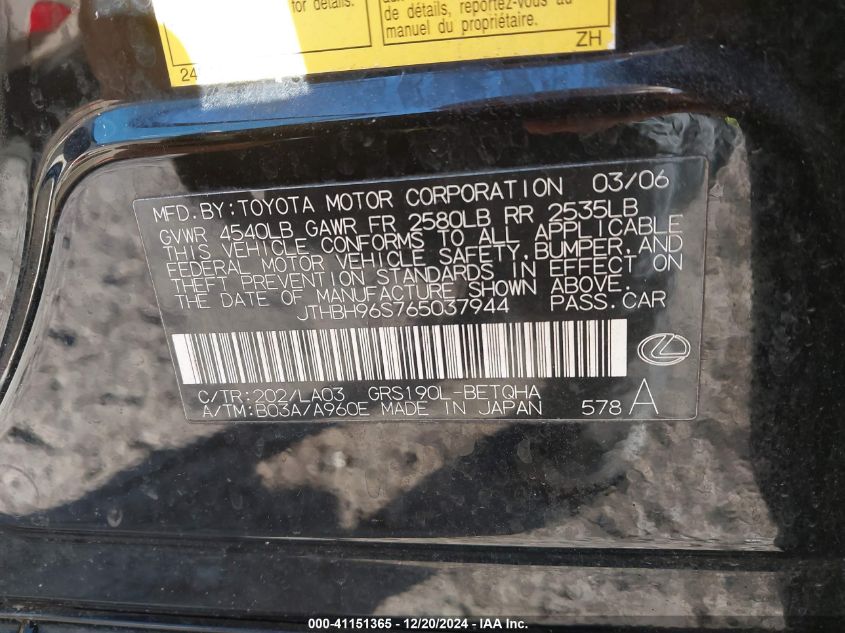 for details.
de détails, reportez-vous au
manuel du propriétaire.
24
ZH
MFD. BY: TOYOTA MOTOR CORPORATION 03/06
GVWR 4540LB GAWR FR 2580LB RR 2535LB
THIS VEHICLE CONFORMS TO ALL APPLICABLE
FEDERAL MOTOR VEHICLE SAFETY, BUMPER, AND
THEFT PREVENTION STANDARDS IN EFFECT ON
THE DATE OF MANUFACTURE SHOWN ABOVE.
JTHBH96S765037944 PASS. CAR
C/TR: 202/LA03 GRS190L-BETQHA
A/TM: B03A/A960E MADE IN JAPAN 578 A
000-41151365 - 12/20/2024 - IAA Inc.